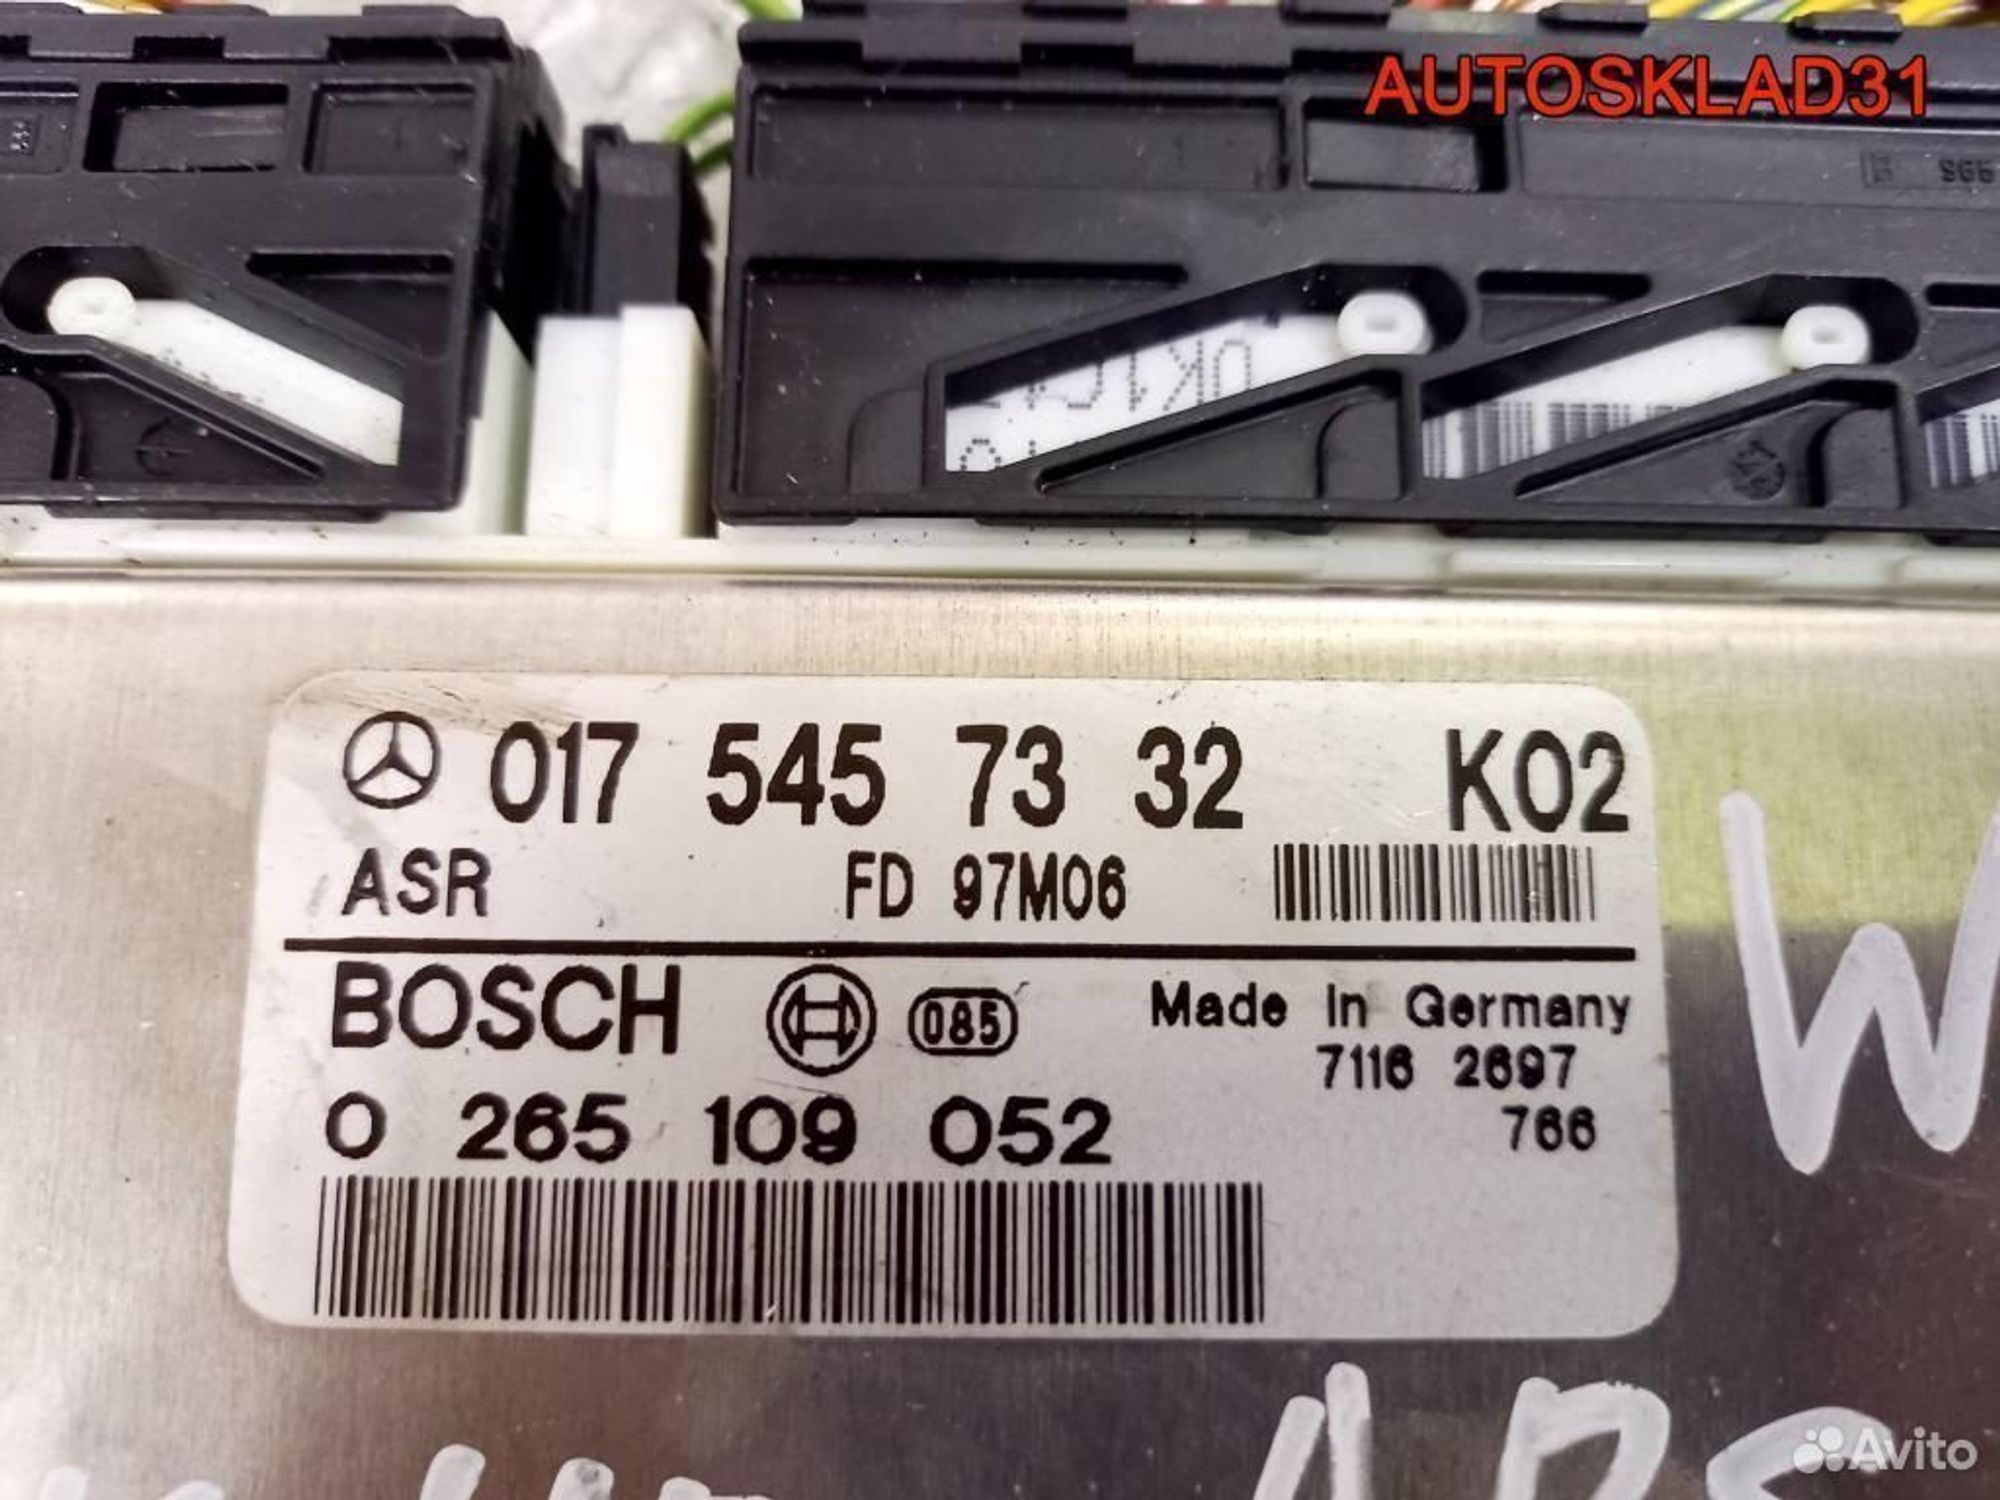 AUTOSKLAD31
017 545 73 32 K02
ASR FD 97M06
BOSCH 085 Made In Germany
7116 2697
0 265 109 052 766
Avito